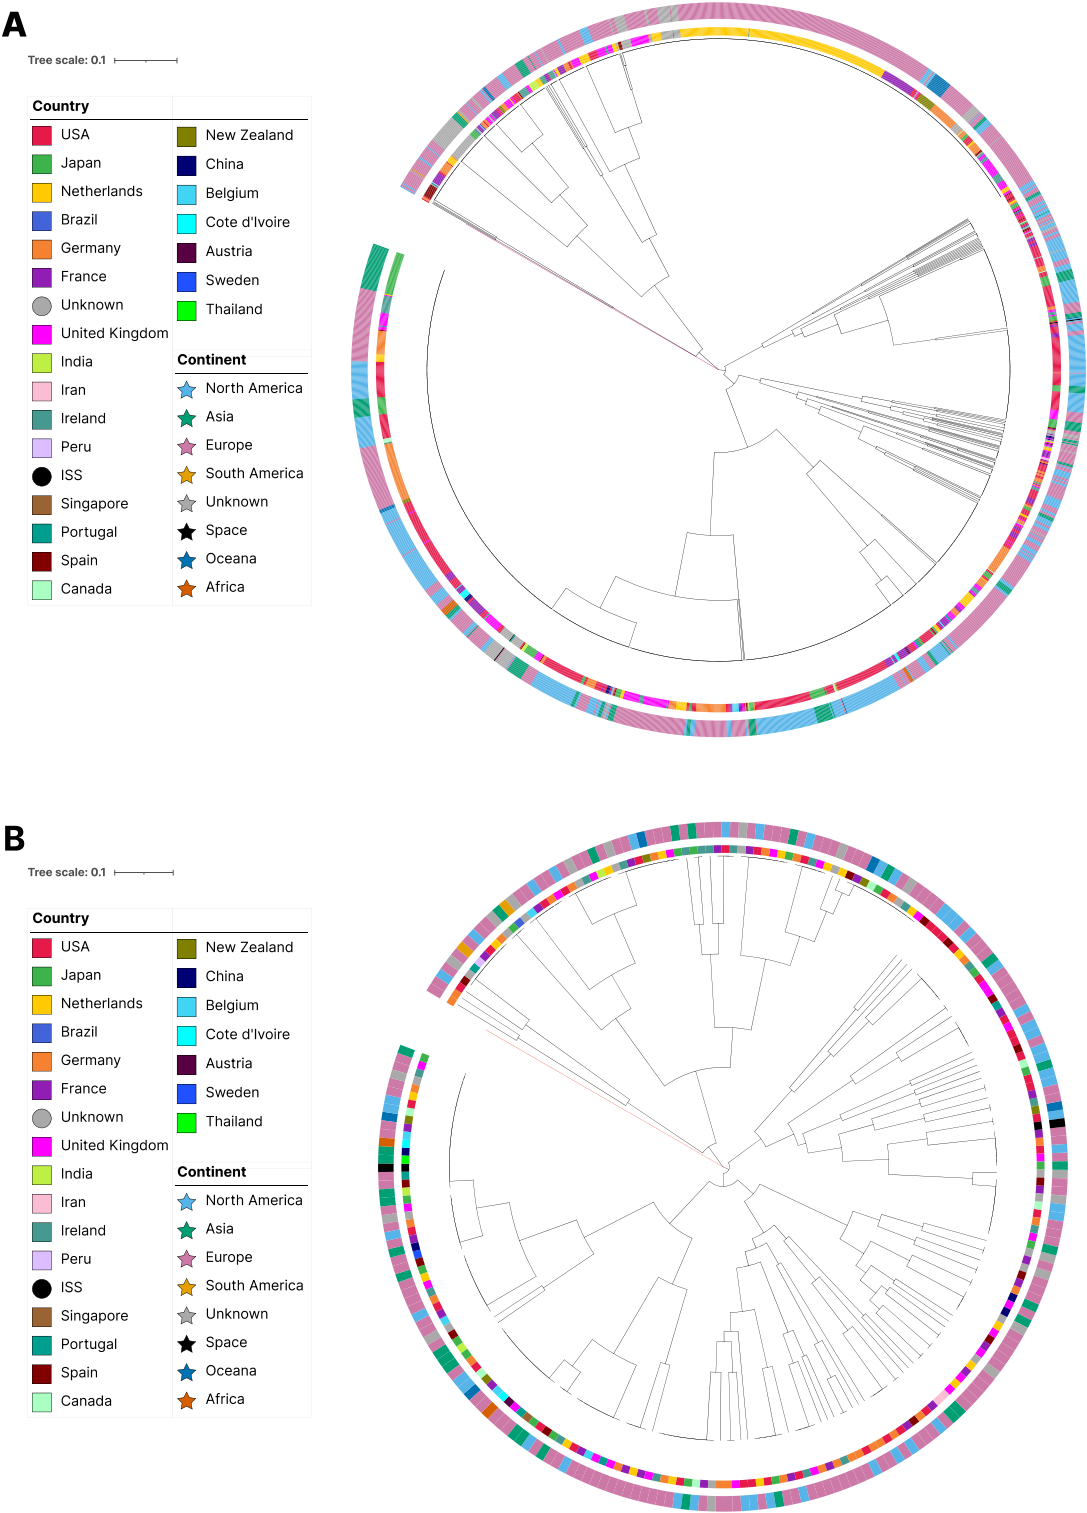 A
Tree scale: 0.1
Country
USA
Japan
Netherlands
Brazil
Germany
France
Unknown
United Kingdom
India
Iran
Ireland
Peru
ISS
Singapore
Portugal
Spain
Canada
New Zealand
China
Belgium
Cote d'Ivoire
Austria
Sweden
Thailand
Continent
North America
Asia
Europe
South America
Unknown
Space
Oceana
Africa
B
Tree scale: 0.1
Country
USA
Japan
Netherlands
Brazil
Germany
France
Unknown
United Kingdom
India
Iran
Ireland
Peru
ISS
Singapore
Portugal
Spain
Canada
New Zealand
China
Belgium
Cote d'Ivoire
Austria
Sweden
Thailand
Continent
North America
Asia
Europe
South America
Unknown
Space
Oceana
Africa